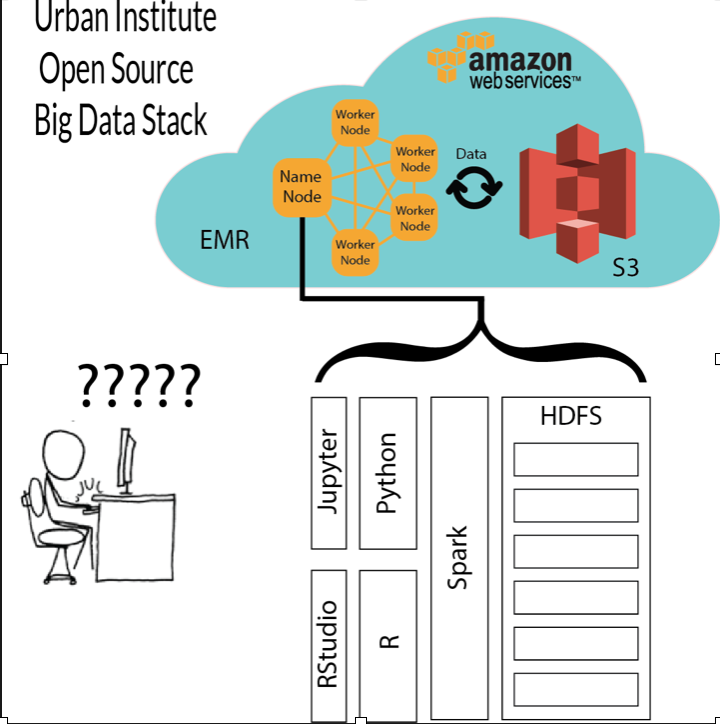 Urban Institute
Open Source
Big Data Stack
amazon
web services™
Worker
Node
Worker
Node
Name
Node
Data
Worker
Node
Worker
Node
EMR
S3
?????
Jupyter
Python
Spark
HDFS
RStudio
R